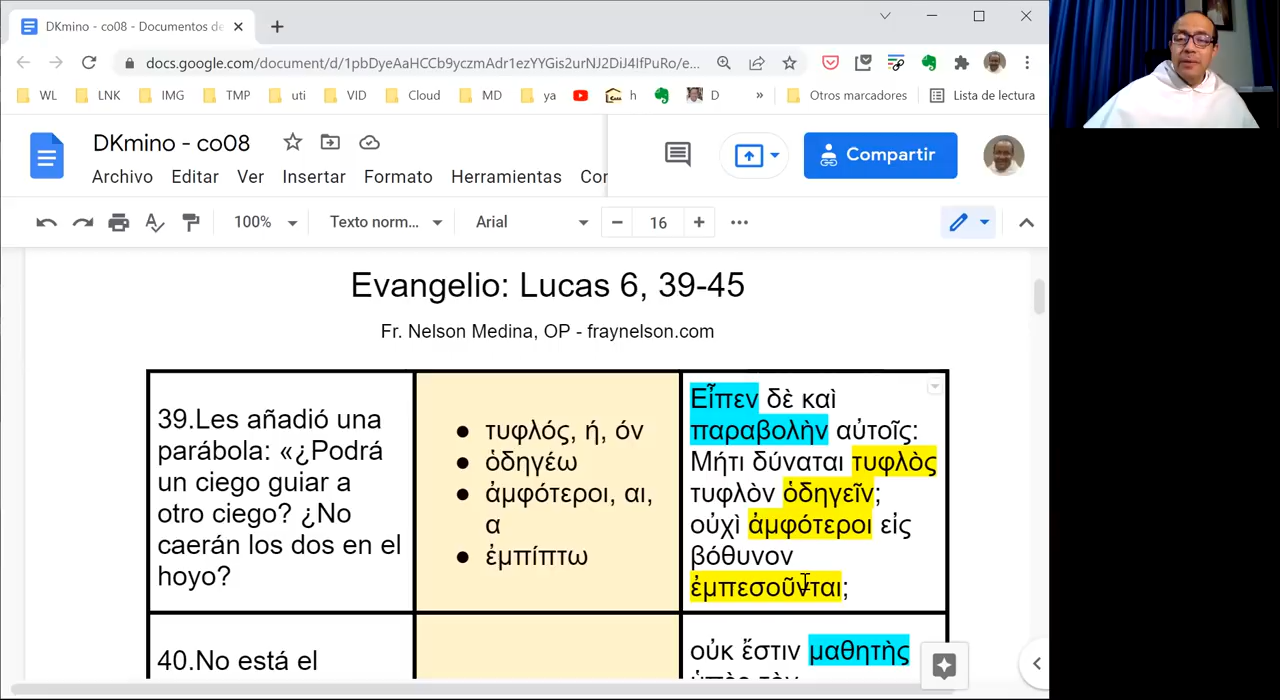 DKmino - co08 - Documentos de
docs.google.com/document/d/1pbDyeAaHCCb9yczmAdr1ezYYGis2urNJ2DiJ4IfPuRo/e...
WL LNK IMG TMP uti VID Cloud MD ya h D » Otros marcadores Lista de lectura
DKmino - co08
Archivo Editar Ver Insertar Formato Herramientas Cor
Compartir
100% Texto norm... Arial 16
Evangelio: Lucas 6, 39-45
Fr. Nelson Medina, OP - fraynelson.com
39.Les añadió una
parábola: «¿Podrá
un ciego guiar a
otro ciego? ¿No
caerán los dos en el
hoyo?
● τυφλός, ή, όν
● ὁδηγέω
● ἀμφότεροι, αι,
α
● ἐμπίπτω
Εἶπεν δὲ καὶ
παραβολὴν αὐτοῖς:
Μήτι δύναται τυφλὸς
τυφλὸν ὁδηγεῖν;
οὐχὶ ἀμφότεροι εἰς
βόθυνον
ἐμπεσοῦνται;
40.No está el
οὐκ ἔστιν μαθητὴς
ὑπὲρ τὸν